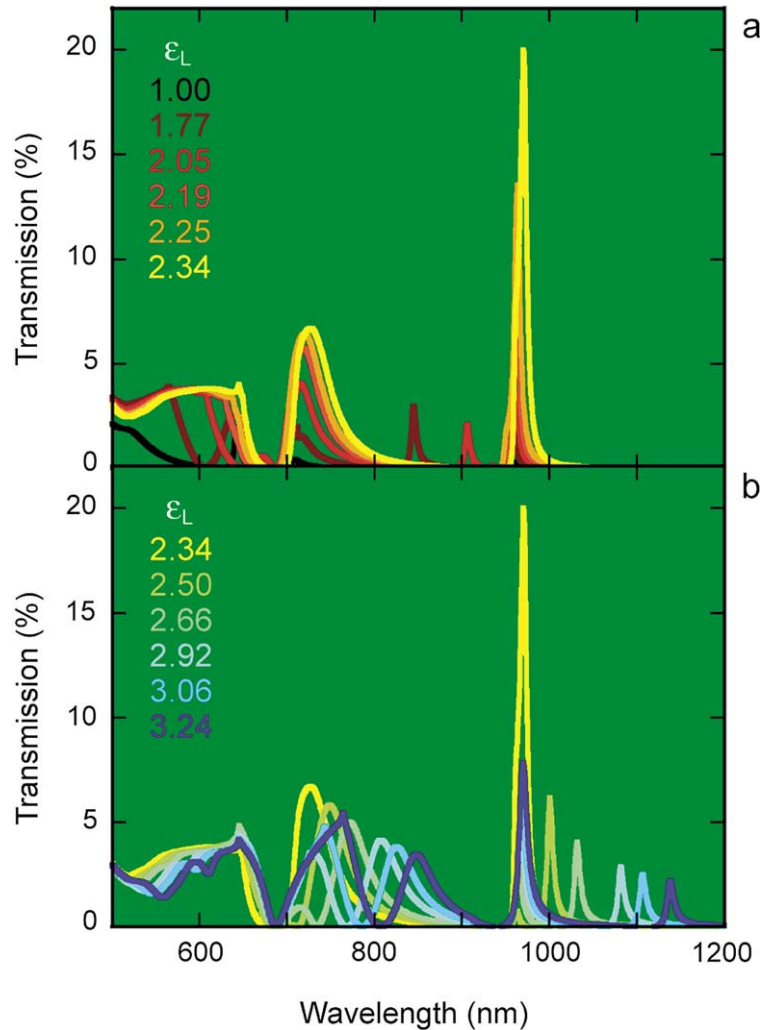 a
20
15
10
5
0
Transmission (%)
εL
1.00
1.77
2.05
2.19
2.25
2.34
b
20
15
10
5
0
Transmission (%)
εL
2.34
2.50
2.66
2.92
3.06
3.24
600 800 1000 1200
Wavelength (nm)